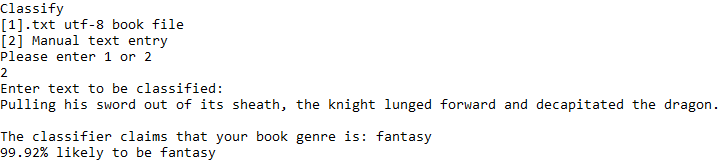 Classify
[1].txt utf-8 book file
[2] Manual text entry
Please enter 1 or 2
2
Enter text to be classified:
Pulling his sword out of its sheath, the knight lunged forward and decapitated the dragon.
The classifier claims that your book genre is: fantasy
99.92% likely to be fantasy